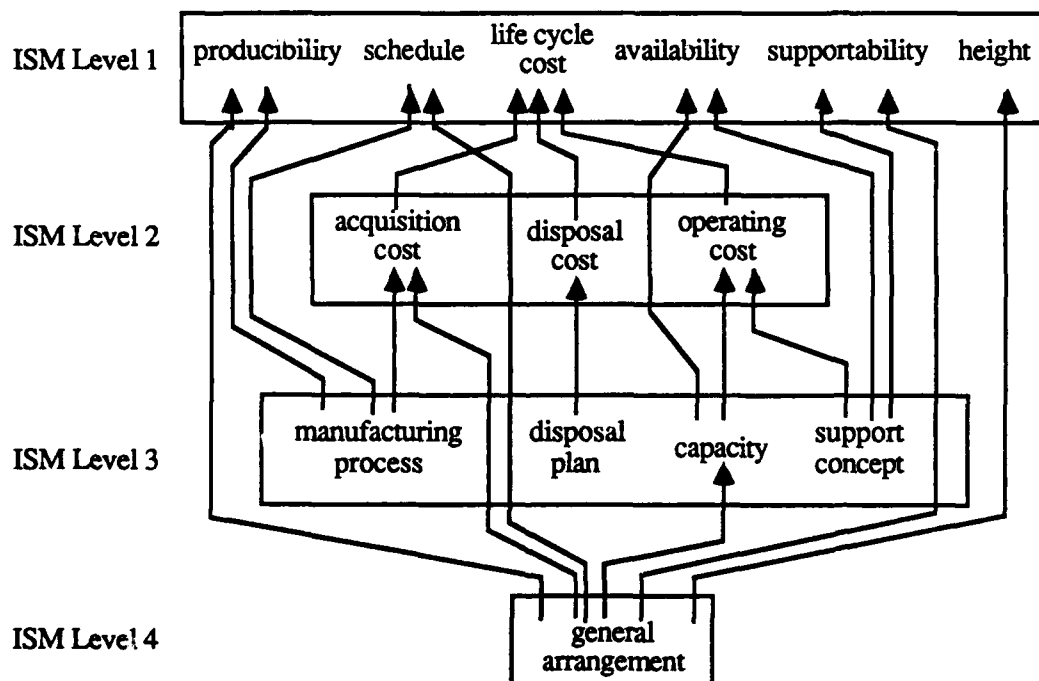 ISM Level 1
producibility
schedule
life cycle
cost
availability
supportability
height
ISM Level 2
acquisition
cost
disposal
cost
operating
cost
ISM Level 3
manufacturing
process
disposal
plan
capacity
support
concept
ISM Level 4
general
arrangement